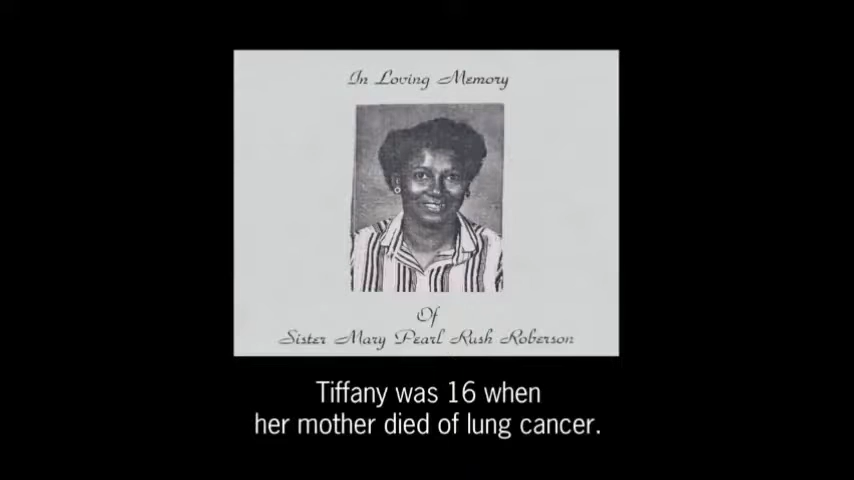 In Loving Memory
Of
Sister Mary Pearl Rush Roberson
Tiffany was 16 when
her mother died of lung cancer.